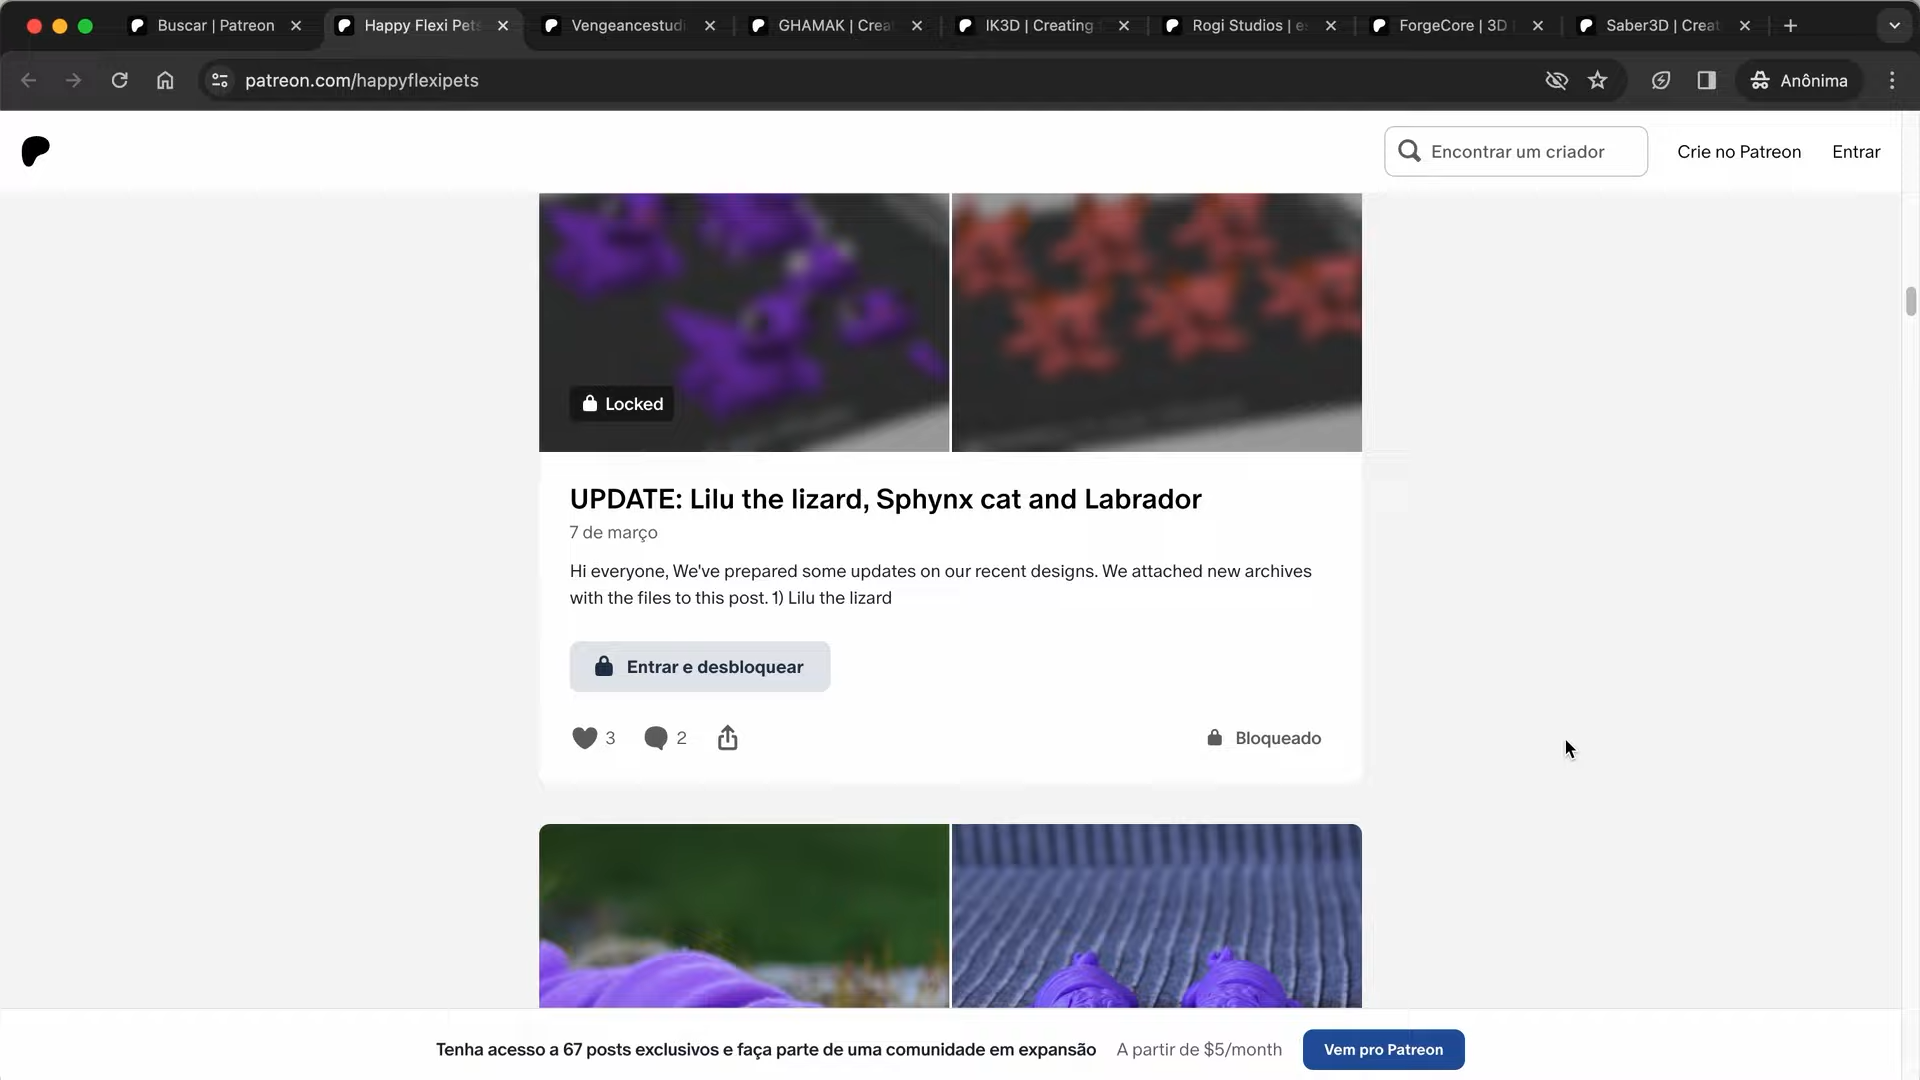 Buscar | Patreon
Happy Flexi Pets
Vengeancestudi
GHAMAK | Crea
IK3D | Creating
Rogi Studios | e
ForgeCore | 3D
Saber3D | Creat
patreon.com/happyflexipets
Anônima
Encontrar um criador
Crie no Patreon
Entrar
Locked
UPDATE: Lilu the lizard, Sphynx cat and Labrador
7 de março
Hi everyone, We've prepared some updates on our recent designs. We attached new archives
with the files to this post. 1) Lilu the lizard
Entrar e desbloquear
3
2
Bloqueado
Tenha acesso a 67 posts exclusivos e faça parte de uma comunidade em expansão
A partir de $5/month
Vem pro Patreon